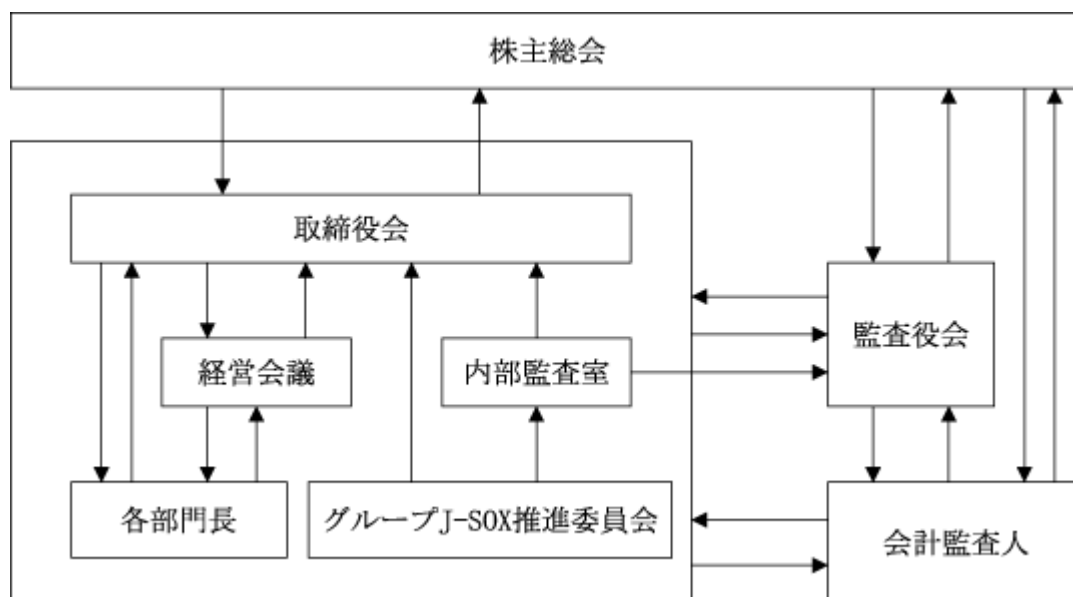 株主総会
取締役会
監査役会
経営会議
内部監査室
各部門長
グループJ-SOX推進委員会
会計監査人